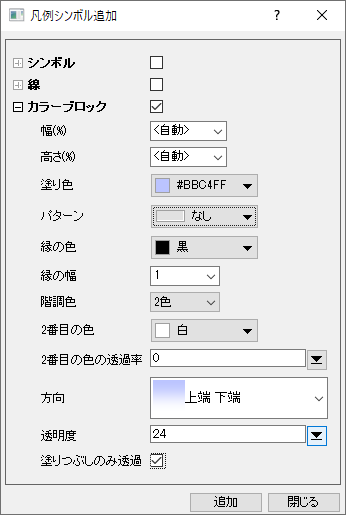 凡例シンボル追加
シンボル
線
カラーブロック
幅(%) <自動>
高さ(%) <自動>
塗り色 #BBC4FF
パターン なし
縁の色 黒
縁の幅 1
階調色 2色
2番目の色 白
2番目の色の透過率 0
方向 上端 下端
透明度 24
塗りつぶしのみ透過
追加 閉じる